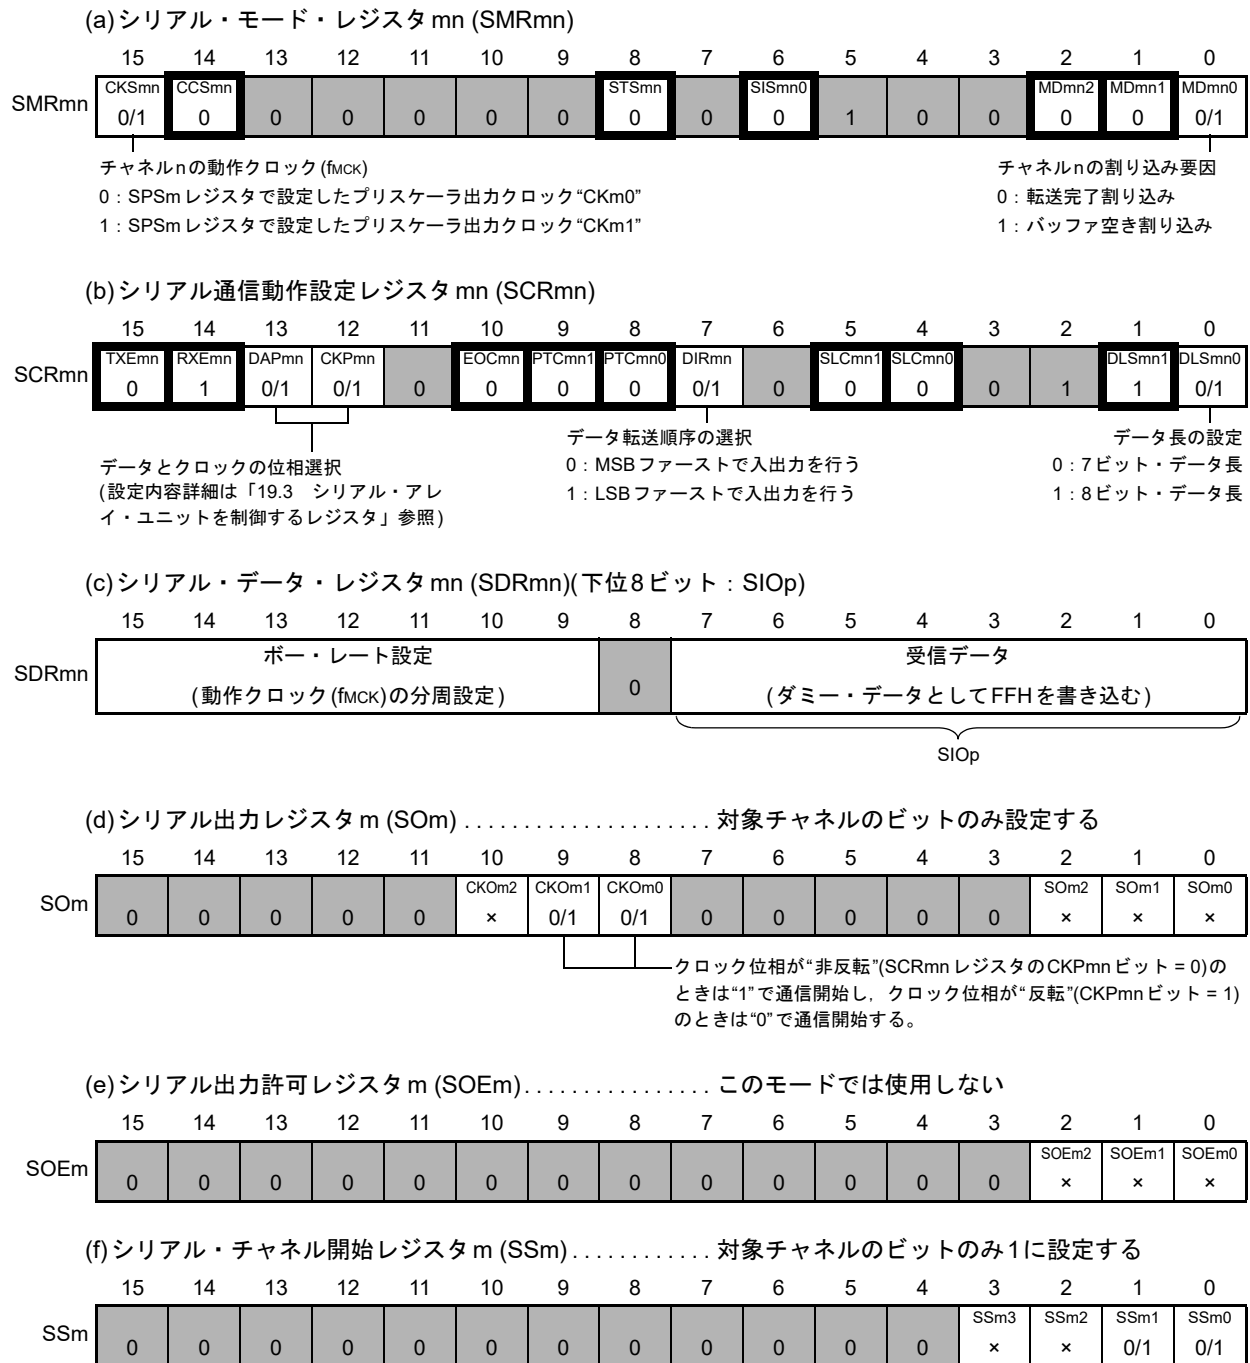 (a)シリアル・モード・レジスタmn (SMRmn)
15 14 13 12 11 10 9 8 7 6 5 4 3 2 1 0
CKSmn CCSmn STSmn SISmn0 MDmn2 MDmn1 MDmn0
SMRmn 0/1 0 0 0 0 0 0 0 0 0 1 0 0 0 0 0/1
チャネルnの動作クロック(fMCK)
0：SPSmレジスタで設定したプリスケーラ出力クロック“CKm0”
1：SPSmレジスタで設定したプリスケーラ出力クロック“CKm1”
チャネルnの割り込み要因
0：転送完了割り込み
1：バッファ空き割り込み
(b)シリアル通信動作設定レジスタmn (SCRmn)
15 14 13 12 11 10 9 8 7 6 5 4 3 2 1 0
TXEmn RXEmn DAPmn CKPmn EOCmn PTCmn1 PTCmn0 DIRmn SLCmn1 SLCmn0 DLSmn1 DLSmn0
SCRmn 0 1 0/1 0/1 0 0 0 0 0/1 0 0 0 0 1 1 0/1
データとクロックの位相選択
(設定内容詳細は「19.3　シリアル・アレ
イ・ユニットを制御するレジスタ」参照)
データ転送順序の選択
0：MSBファーストで入出力を行う
1：LSBファーストで入出力を行う
データ長の設定
0：7ビット・データ長
1：8ビット・データ長
(c)シリアル・データ・レジスタmn (SDRmn)(下位8ビット：SIOp)
15 14 13 12 11 10 9 8 7 6 5 4 3 2 1 0
SDRmn ボー・レート設定
(動作クロック(fMCK)の分周設定)
0
受信データ
(ダミー・データとしてFFHを書き込む)
SIOp
(d)シリアル出力レジスタm (SOm) ..................... 対象チャネルのビットのみ設定する
15 14 13 12 11 10 9 8 7 6 5 4 3 2 1 0
CKOm2 CKOm1 CKOm0 SOm2 SOm1 SOm0
SOm 0 0 0 0 0 × 0/1 0/1 0 0 0 0 0 × × ×
クロック位相が“非反転”(SCRmnレジスタのCKPmnビット = 0)の
ときは“1”で通信開始し，クロック位相が“反転”(CKPmnビット = 1)
のときは“0”で通信開始する。
(e)シリアル出力許可レジスタm (SOEm)................ このモードでは使用しない
15 14 13 12 11 10 9 8 7 6 5 4 3 2 1 0
SOEm2 SOEm1 SOEm0
SOEm 0 0 0 0 0 0 0 0 0 0 0 0 0 × × ×
(f)シリアル・チャネル開始レジスタm (SSm)............ 対象チャネルのビットのみ1に設定する
15 14 13 12 11 10 9 8 7 6 5 4 3 2 1 0
SSm3 SSm2 SSm1 SSm0
SSm 0 0 0 0 0 0 0 0 0 0 0 0 × × 0/1 0/1